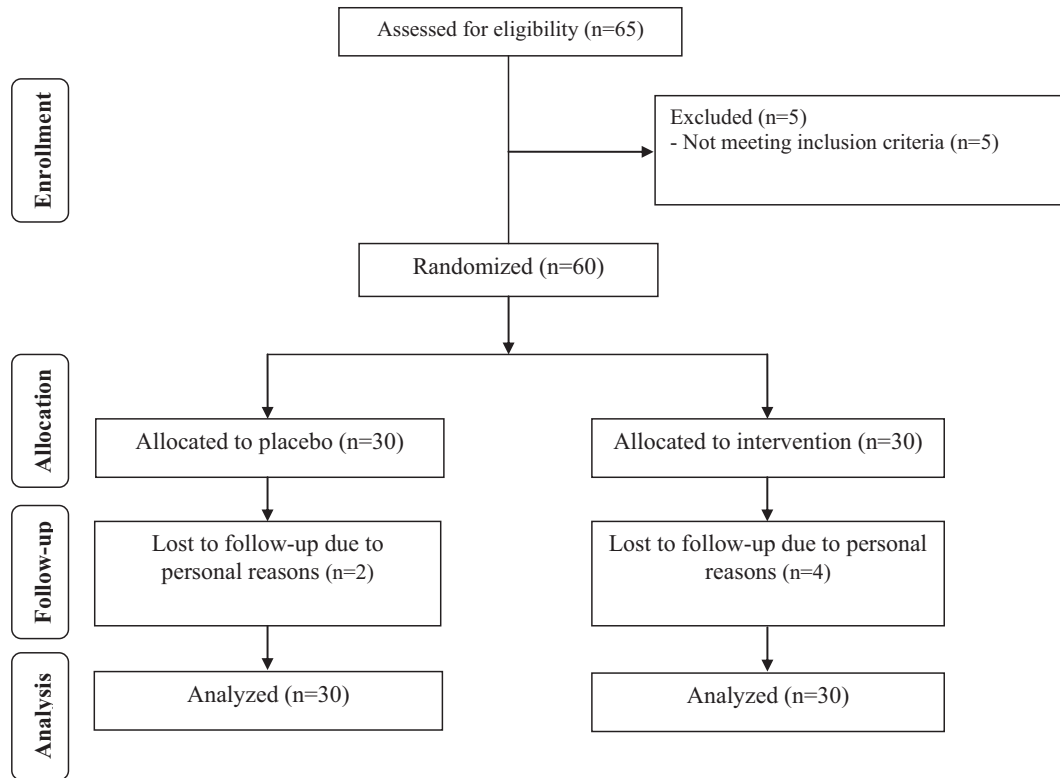 Assessed for eligibility (n=65)
Enrollment
Excluded (n=5)
- Not meeting inclusion criteria (n=5)
Randomized (n=60)
Allocation
Allocated to placebo (n=30)
Allocated to intervention (n=30)
Follow-up
Lost to follow-up due to
personal reasons (n=2)
Lost to follow-up due to personal
reasons (n=4)
Analysis
Analyzed (n=30)
Analyzed (n=30)